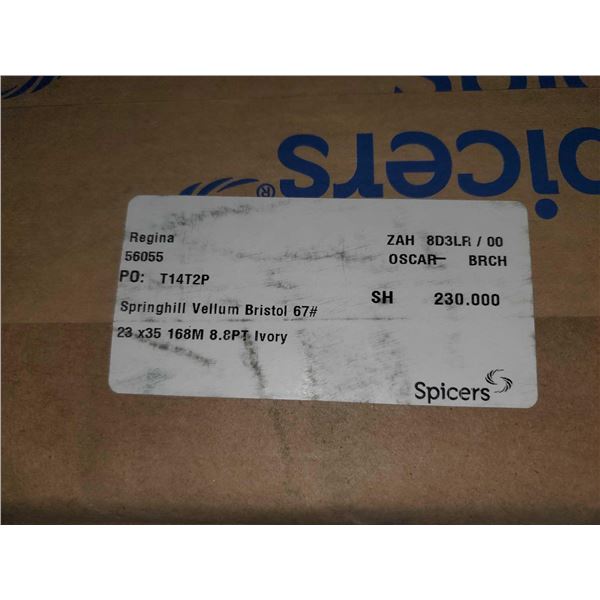 Spicers®
Regina ZAH 8D3LR / 00
56055 OSCAR BRCH
PO: T14T2P
SH 230.000
Springhill Vellum Bristol 67#
23 x35 168M 8.8PT Ivory
Spicers